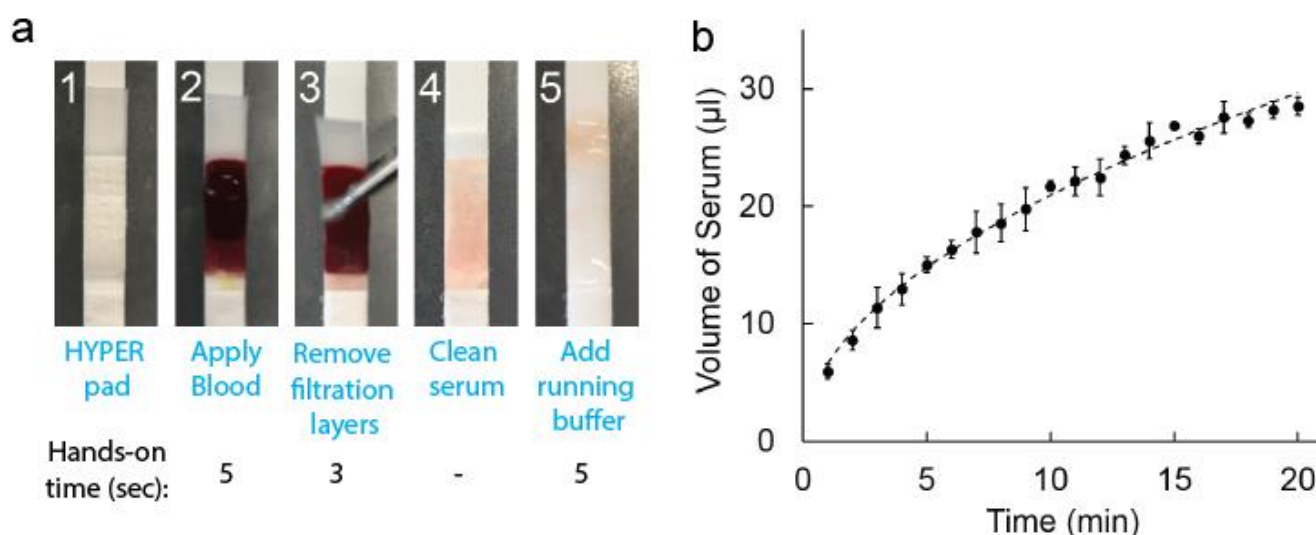 a
1 2 3 4 5
HYPER
pad
Apply
Blood
Remove
filtration
layers
Clean
serum
Add
running
buffer
Hands-on
time (sec):
5 3 - 5
b
Volume of Serum (µl)
30
20
10
0
0 5 10 15 20
Time (min)